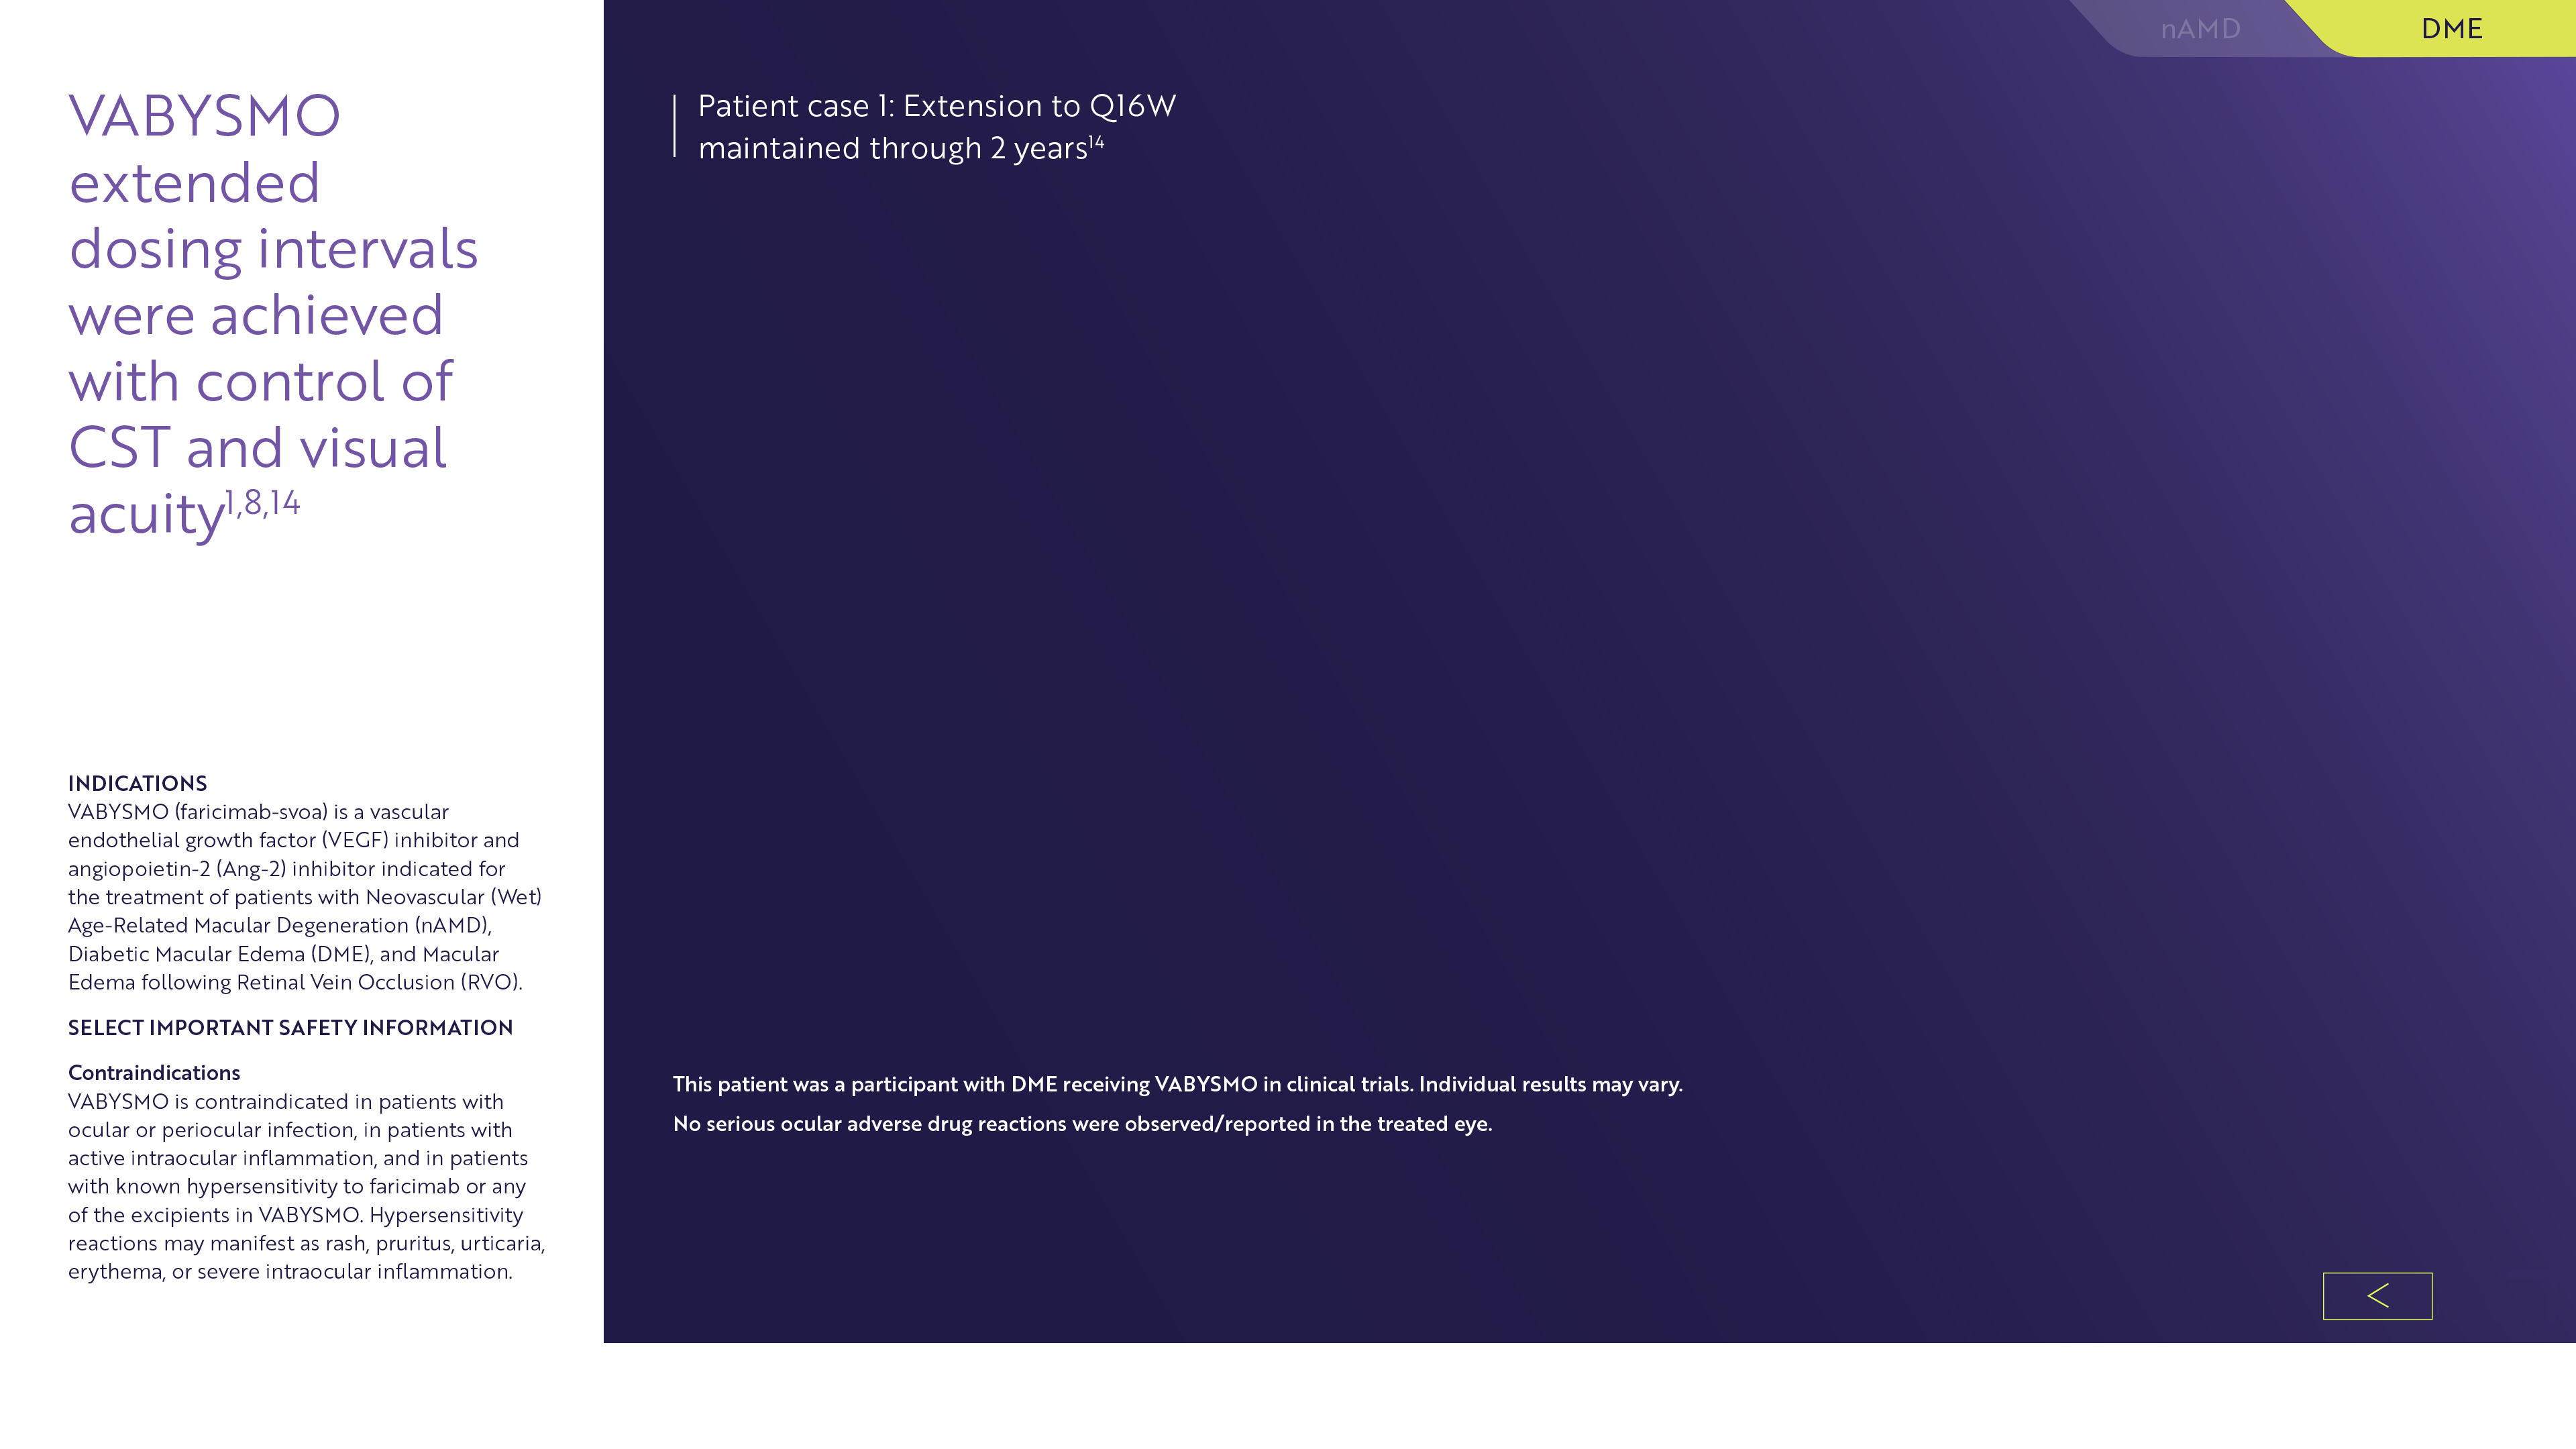 VABYSMO
extended
dosing intervals
were achieved
with control of
CST and visual
acuity1,8,14
INDICATIONS
VABYSMO (faricimab-svoa) is a vascular
endothelial growth factor (VEGF) inhibitor and
angiopoietin-2 (Ang-2) inhibitor indicated for
the treatment of patients with Neovascular (Wet)
Age-Related Macular Degeneration (nAMD),
Diabetic Macular Edema (DME), and Macular
Edema following Retinal Vein Occlusion (RVO).
SELECT IMPORTANT SAFETY INFORMATION
Contraindications
VABYSMO is contraindicated in patients with
ocular or periocular infection, in patients with
active intraocular inflammation, and in patients
with known hypersensitivity to faricimab or any
of the excipients in VABYSMO. Hypersensitivity
reactions may manifest as rash, pruritus, urticaria,
erythema, or severe intraocular inflammation.
nAMD
DME
Patient case 1: Extension to Q16W
maintained through 2 years14
This patient was a participant with DME receiving VABYSMO in clinical trials. Individual results may vary.
No serious ocular adverse drug reactions were observed/reported in the treated eye.